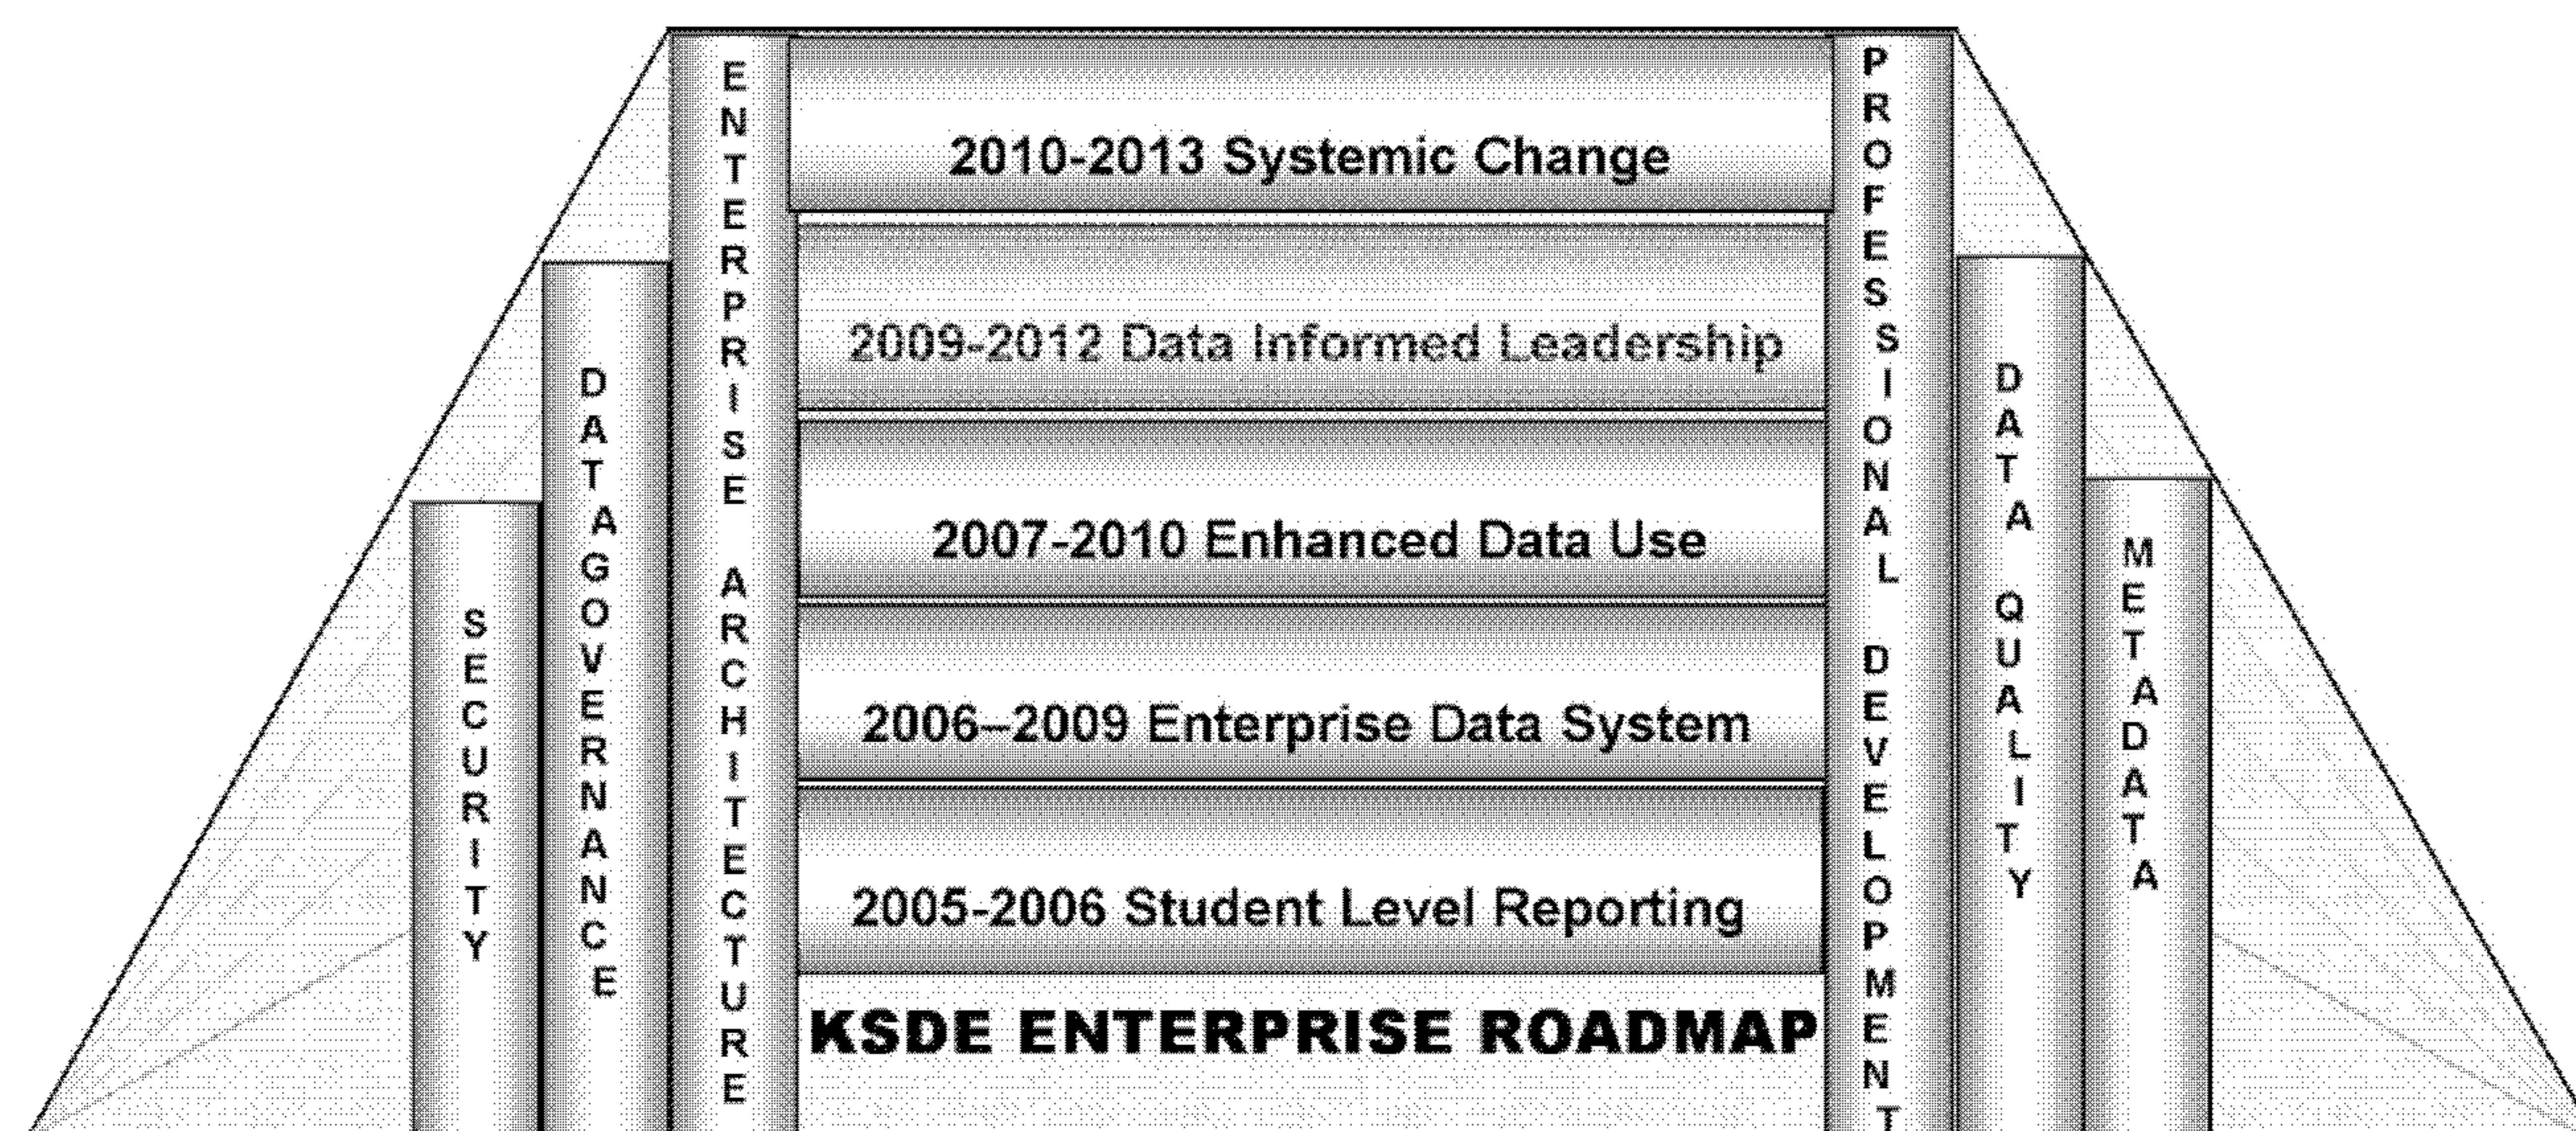 SECURITY
DATA GOVERNANCE
ENTERPRISE ARCHITECTURE
2010-2013 Systemic Change
2009-2012 Data Informed Leadership
2007-2010 Enhanced Data Use
2006–2009 Enterprise Data System
2005-2006 Student Level Reporting
KSDE ENTERPRISE ROADMAP
PROFESSIONAL DEVELOPMENT
DATA QUALITY
METADATA